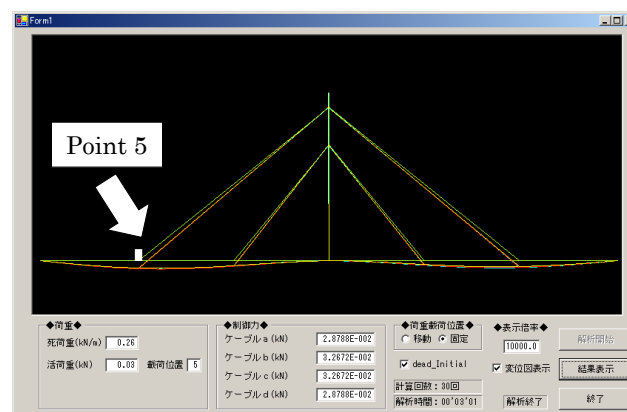 Form1
Point 5
◆荷重◆
死荷重(kN/m) 0.26
活荷重(kN) 0.03 載荷位置 5
◆制御力◆
ケーブルa(kN) 2.8788E-002
ケーブルb(kN) 3.2672E-002
ケーブルc(kN) 3.2672E-002
ケーブルd(kN) 2.8788E-002
◆荷重載荷位置◆
移動 固定
dead_Initial
計算回数：30回
解析時間：00'03'01
◆表示倍率◆
10000.0
変位図表示
解析終了
解析開始
結果表示
終了